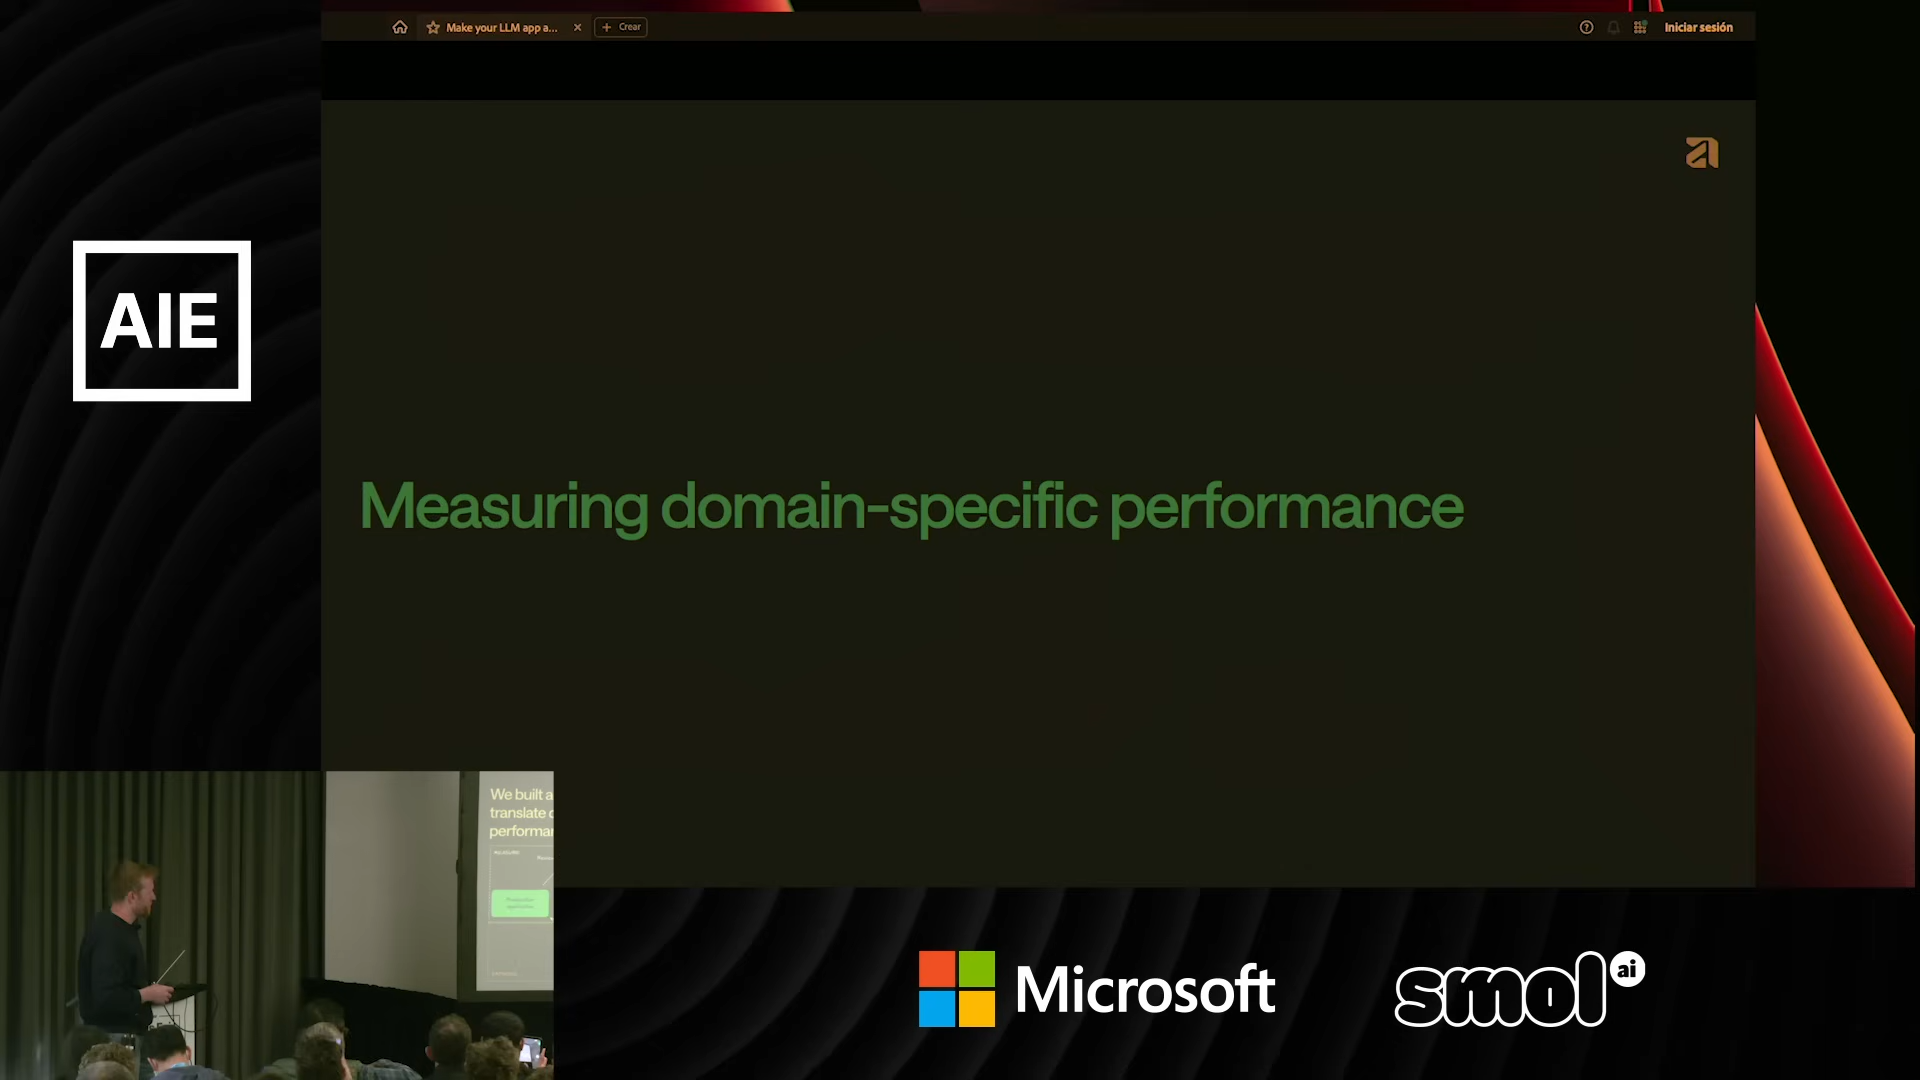 Make your LLM app a...
Crear
Iniciar sesión
AIE
Measuring domain-specific performance
We built a
translate
performa
Microsoft
smol ai